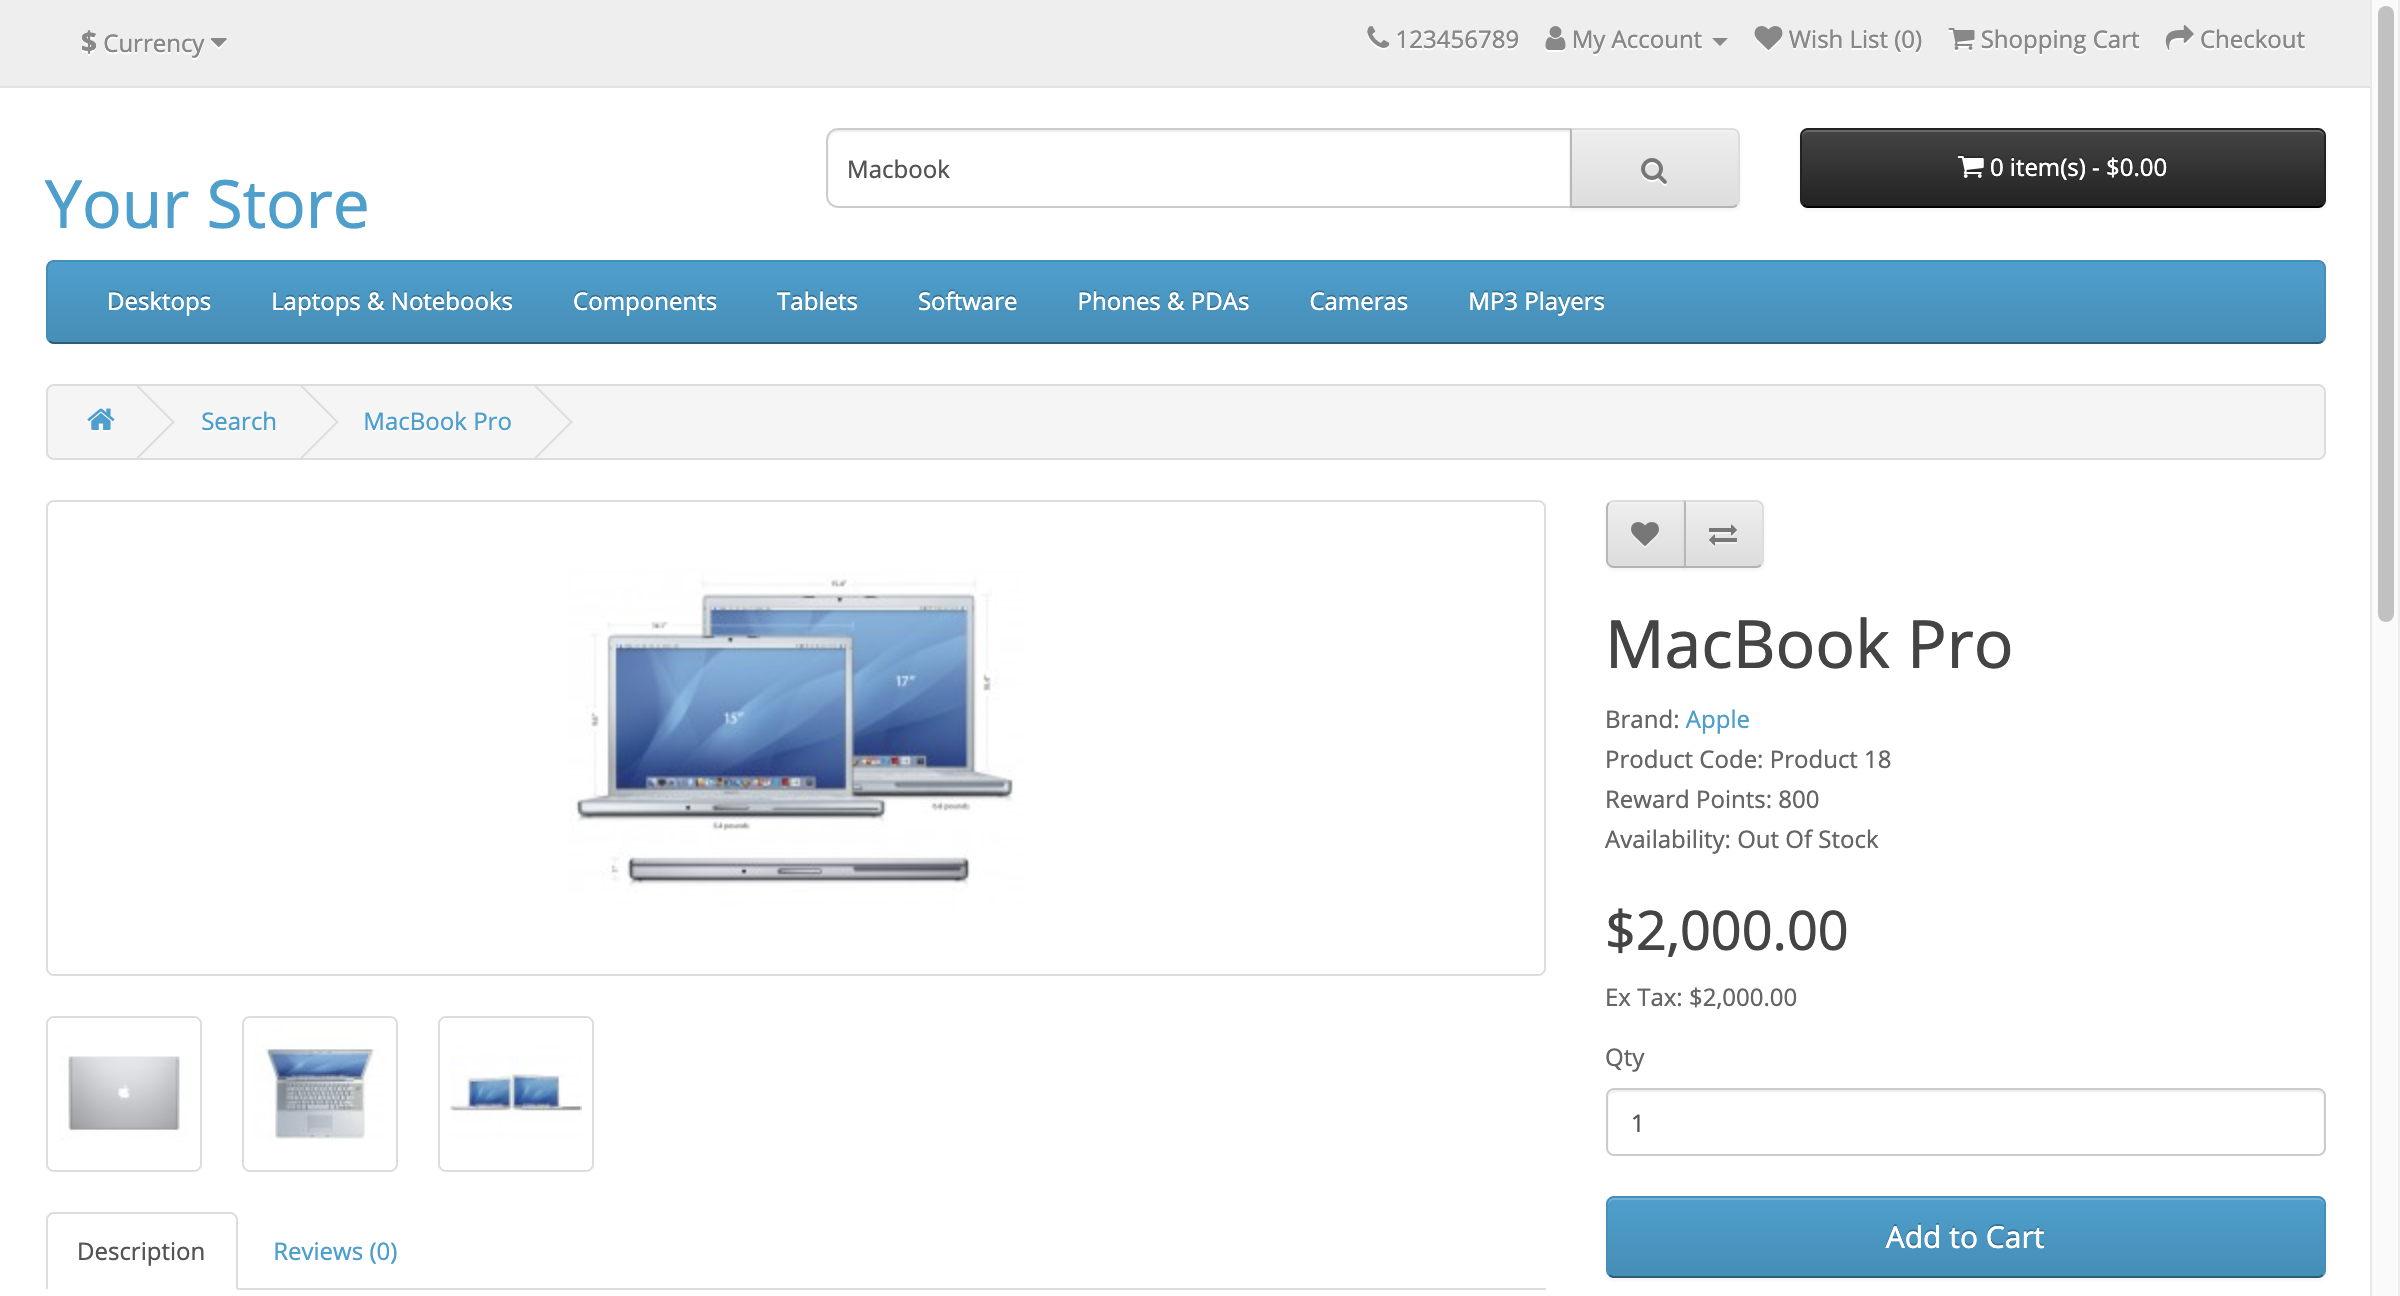 $ Currency
123456789 My Account Wish List (0) Shopping Cart Checkout
Your Store
Macbook
0 item(s) - $0.00
Desktops Laptops & Notebooks Components Tablets Software Phones & PDAs Cameras MP3 Players
Search MacBook Pro
15"
17"
MacBook Pro
Brand: Apple
Product Code: Product 18
Reward Points: 800
Availability: Out Of Stock
$2,000.00
Ex Tax: $2,000.00
Qty
1
Add to Cart
Description Reviews (0)